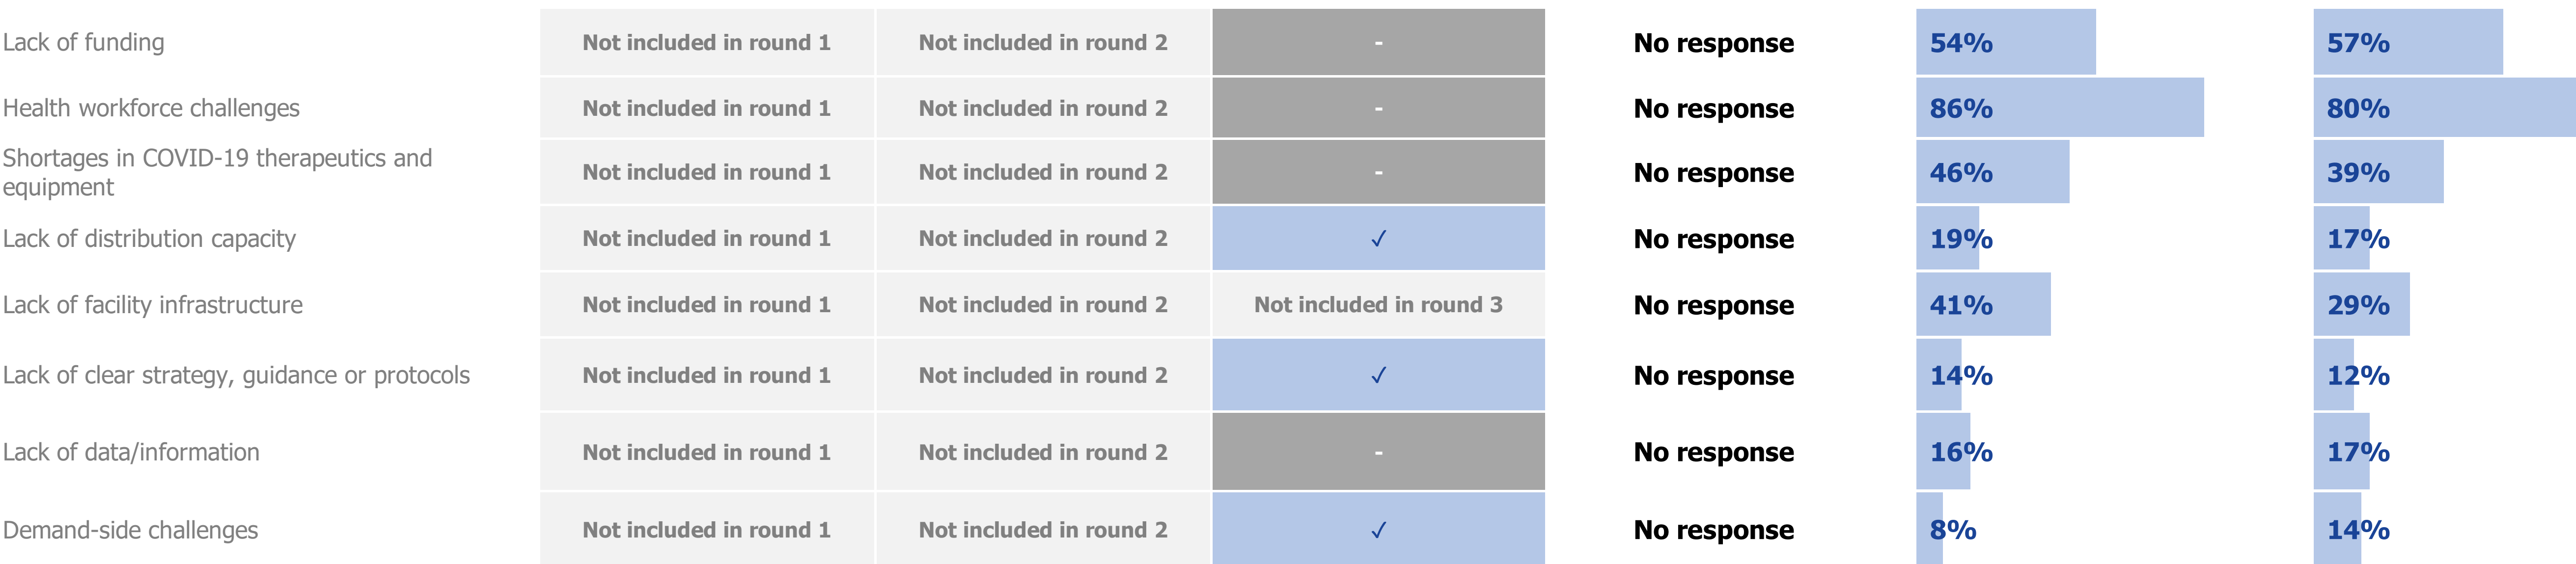 Lack of funding Not included in round 1 Not included in round 2 - No response 54% 57%
Health workforce challenges Not included in round 1 Not included in round 2 - No response 86% 80%
Shortages in COVID-19 therapeutics and
equipment Not included in round 1 Not included in round 2 - No response 46% 39%
Lack of distribution capacity Not included in round 1 Not included in round 2 ✓ No response 19% 17%
Lack of facility infrastructure Not included in round 1 Not included in round 2 Not included in round 3 No response 41% 29%
Lack of clear strategy, guidance or protocols Not included in round 1 Not included in round 2 ✓ No response 14% 12%
Lack of data/information Not included in round 1 Not included in round 2 - No response 16% 17%
Demand-side challenges Not included in round 1 Not included in round 2 ✓ No response 8% 14%